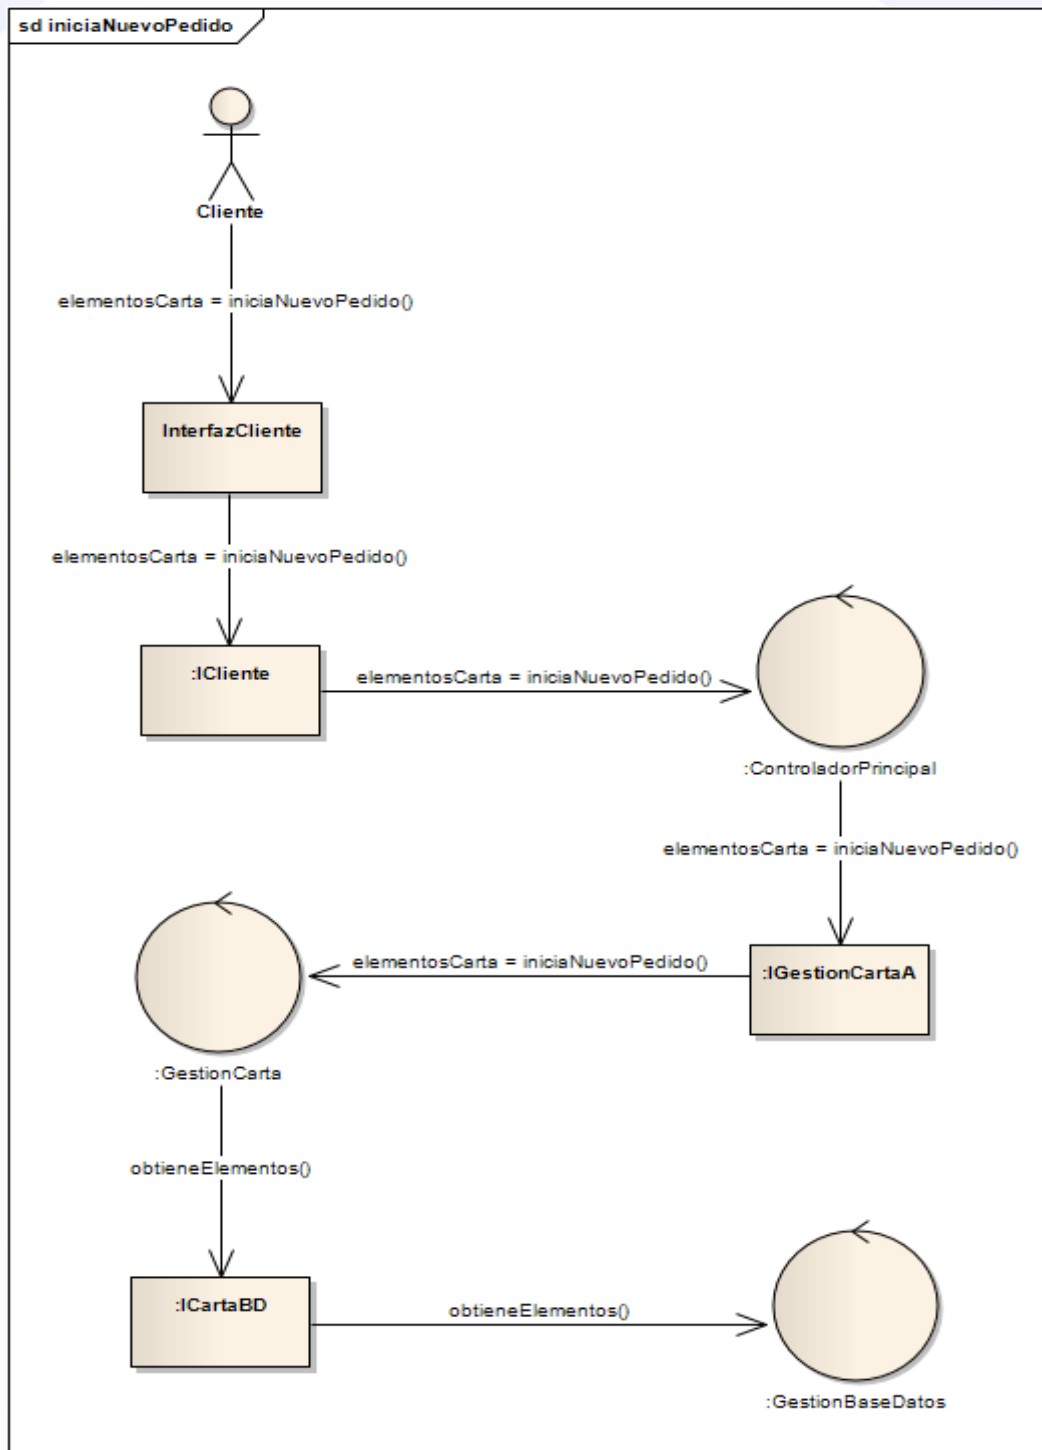 sd iniciaNuevoPedido
Cliente
elementosCarta = iniciaNuevoPedido()
InterfazCliente
elementosCarta = iniciaNuevoPedido()
:ICliente
elementosCarta = iniciaNuevoPedido()
:ControladorPrincipal
elementosCarta = iniciaNuevoPedido()
elementosCarta = iniciaNuevoPedido()
:IGestionCartaA
:GestionCarta
obtieneElementos()
:ICartaBD
obtieneElementos()
:GestionBaseDatos